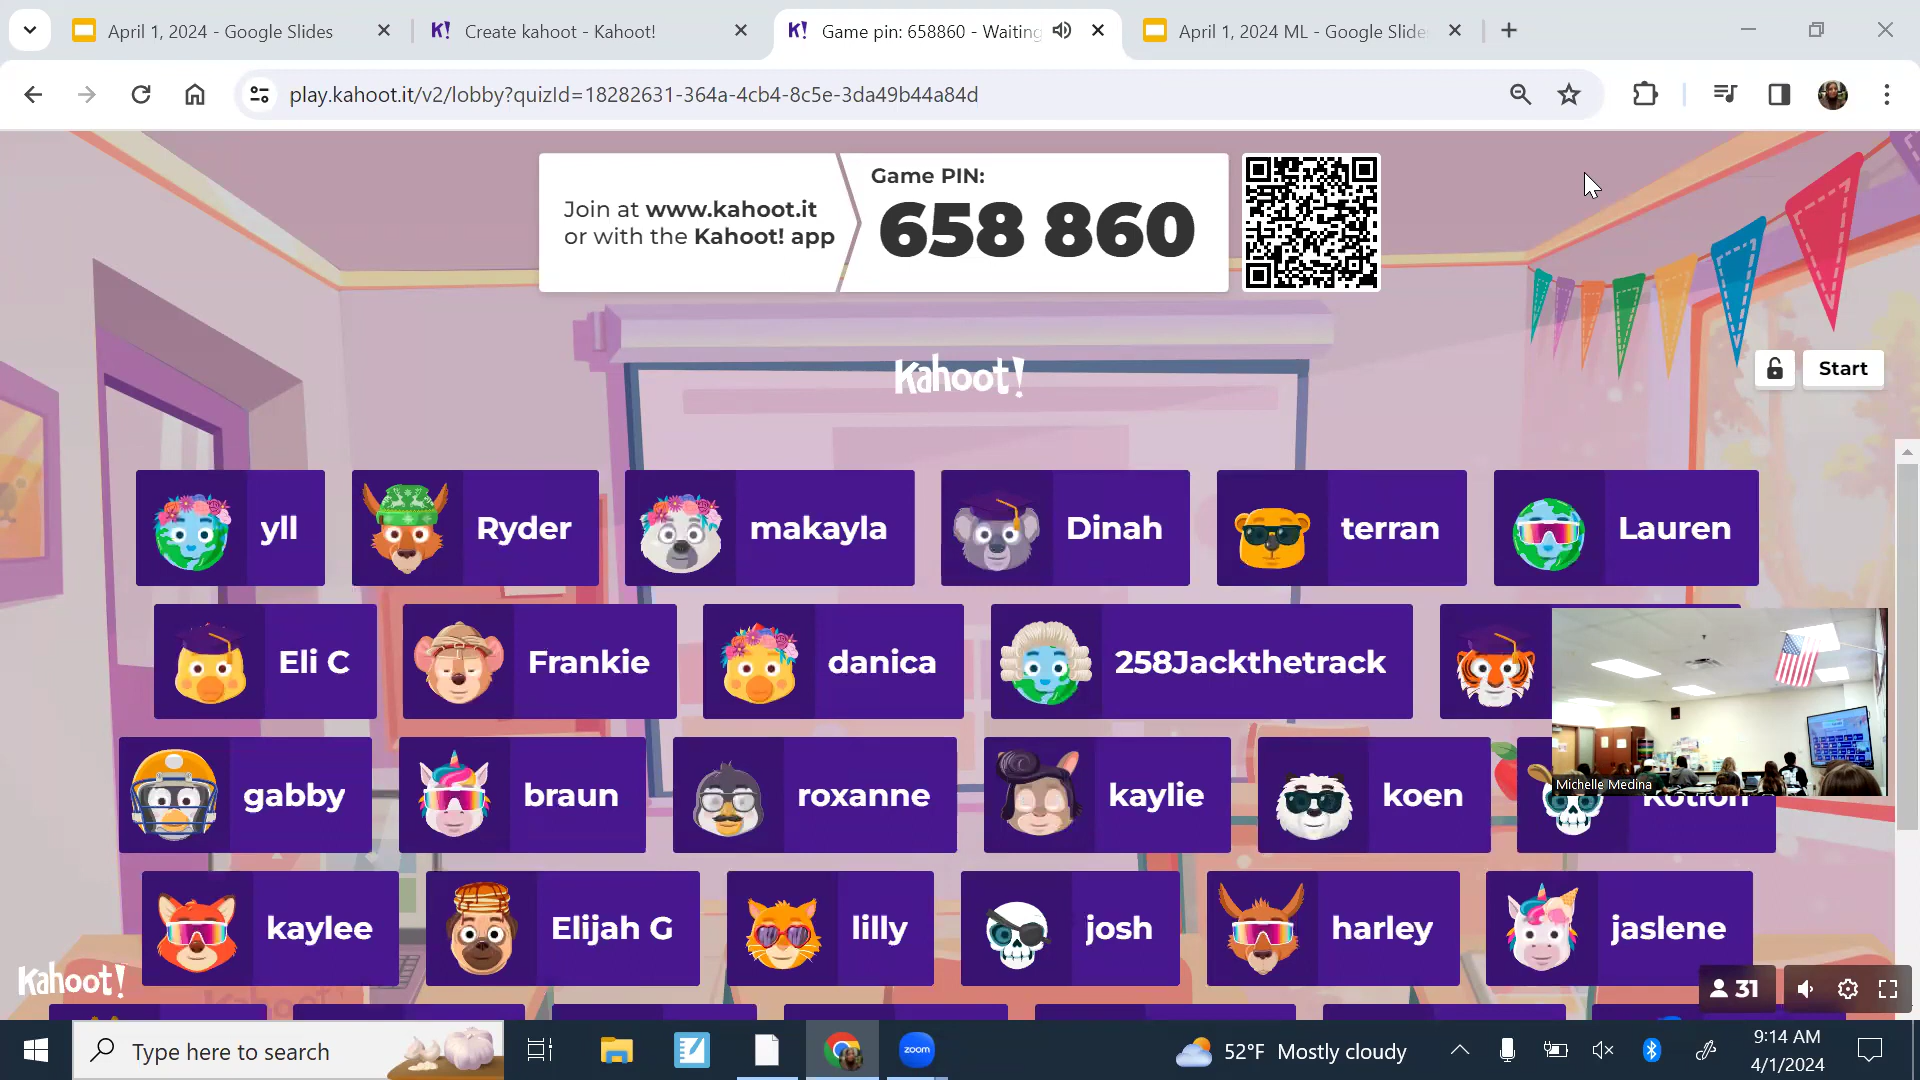 April 1, 2024 - Google Slides
Create kahoot - Kahoot!
Game pin: 658860 - Waiting
April 1, 2024 ML - Google Slide
play.kahoot.it/v2/lobby?quizId=18282631-364a-4cb4-8c5e-3da49b44a84d
Join at www.kahoot.it
or with the Kahoot! app
Game PIN:
658 860
Kahoot!
Start
yll
Ryder
makayla
Dinah
terran
Lauren
Eli C
Frankie
danica
258Jackthetrack
gabby
braun
roxanne
kaylie
koen
Michelle Medina
kaylee
Elijah G
lilly
josh
harley
jaslene
Kahoot!
31
Type here to search
zoom
52°F Mostly cloudy
9:14 AM
4/1/2024